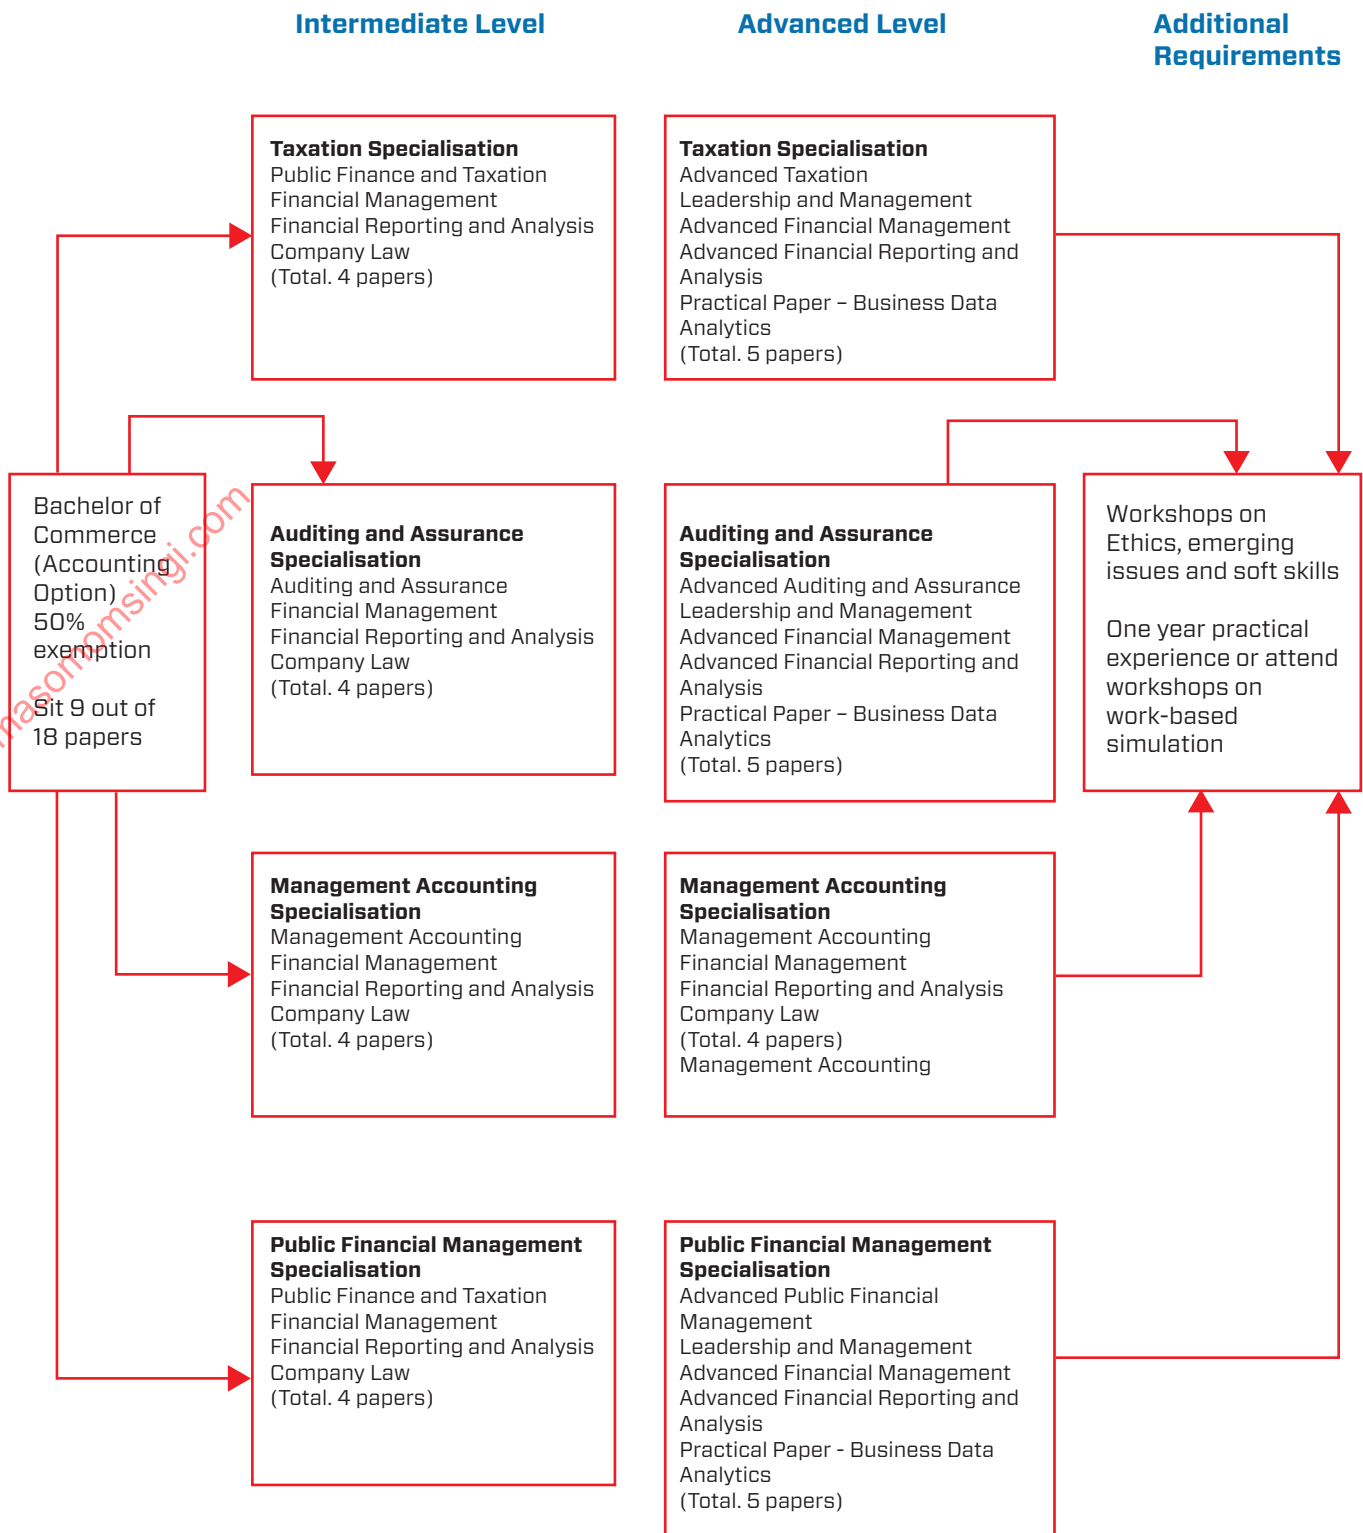 Intermediate Level
Advanced Level
Additional
Requirements
Taxation Specialisation
Public Finance and Taxation
Financial Management
Financial Reporting and Analysis
Company Law
(Total. 4 papers)
Taxation Specialisation
Advanced Taxation
Leadership and Management
Advanced Financial Management
Advanced Financial Reporting and
Analysis
Practical Paper – Business Data
Analytics
(Total. 5 papers)
Bachelor of
Commerce
(Accounting
Option)
50%
exemption
Sit 9 out of
18 papers
masomomsingi.com
Auditing and Assurance
Specialisation
Auditing and Assurance
Financial Management
Financial Reporting and Analysis
Company Law
(Total. 4 papers)
Auditing and Assurance
Specialisation
Advanced Auditing and Assurance
Leadership and Management
Advanced Financial Management
Advanced Financial Reporting and
Analysis
Practical Paper – Business Data
Analytics
(Total. 5 papers)
Workshops on
Ethics, emerging
issues and soft skills
One year practical
experience or attend
workshops on
work-based
simulation
Management Accounting
Specialisation
Management Accounting
Financial Management
Financial Reporting and Analysis
Company Law
(Total. 4 papers)
Management Accounting
Specialisation
Management Accounting
Financial Management
Financial Reporting and Analysis
Company Law
(Total. 4 papers)
Management Accounting
Public Financial Management
Specialisation
Public Finance and Taxation
Financial Management
Financial Reporting and Analysis
Company Law
(Total. 4 papers)
Public Financial Management
Specialisation
Advanced Public Financial
Management
Leadership and Management
Advanced Financial Management
Advanced Financial Reporting and
Analysis
Practical Paper - Business Data
Analytics
(Total. 5 papers)